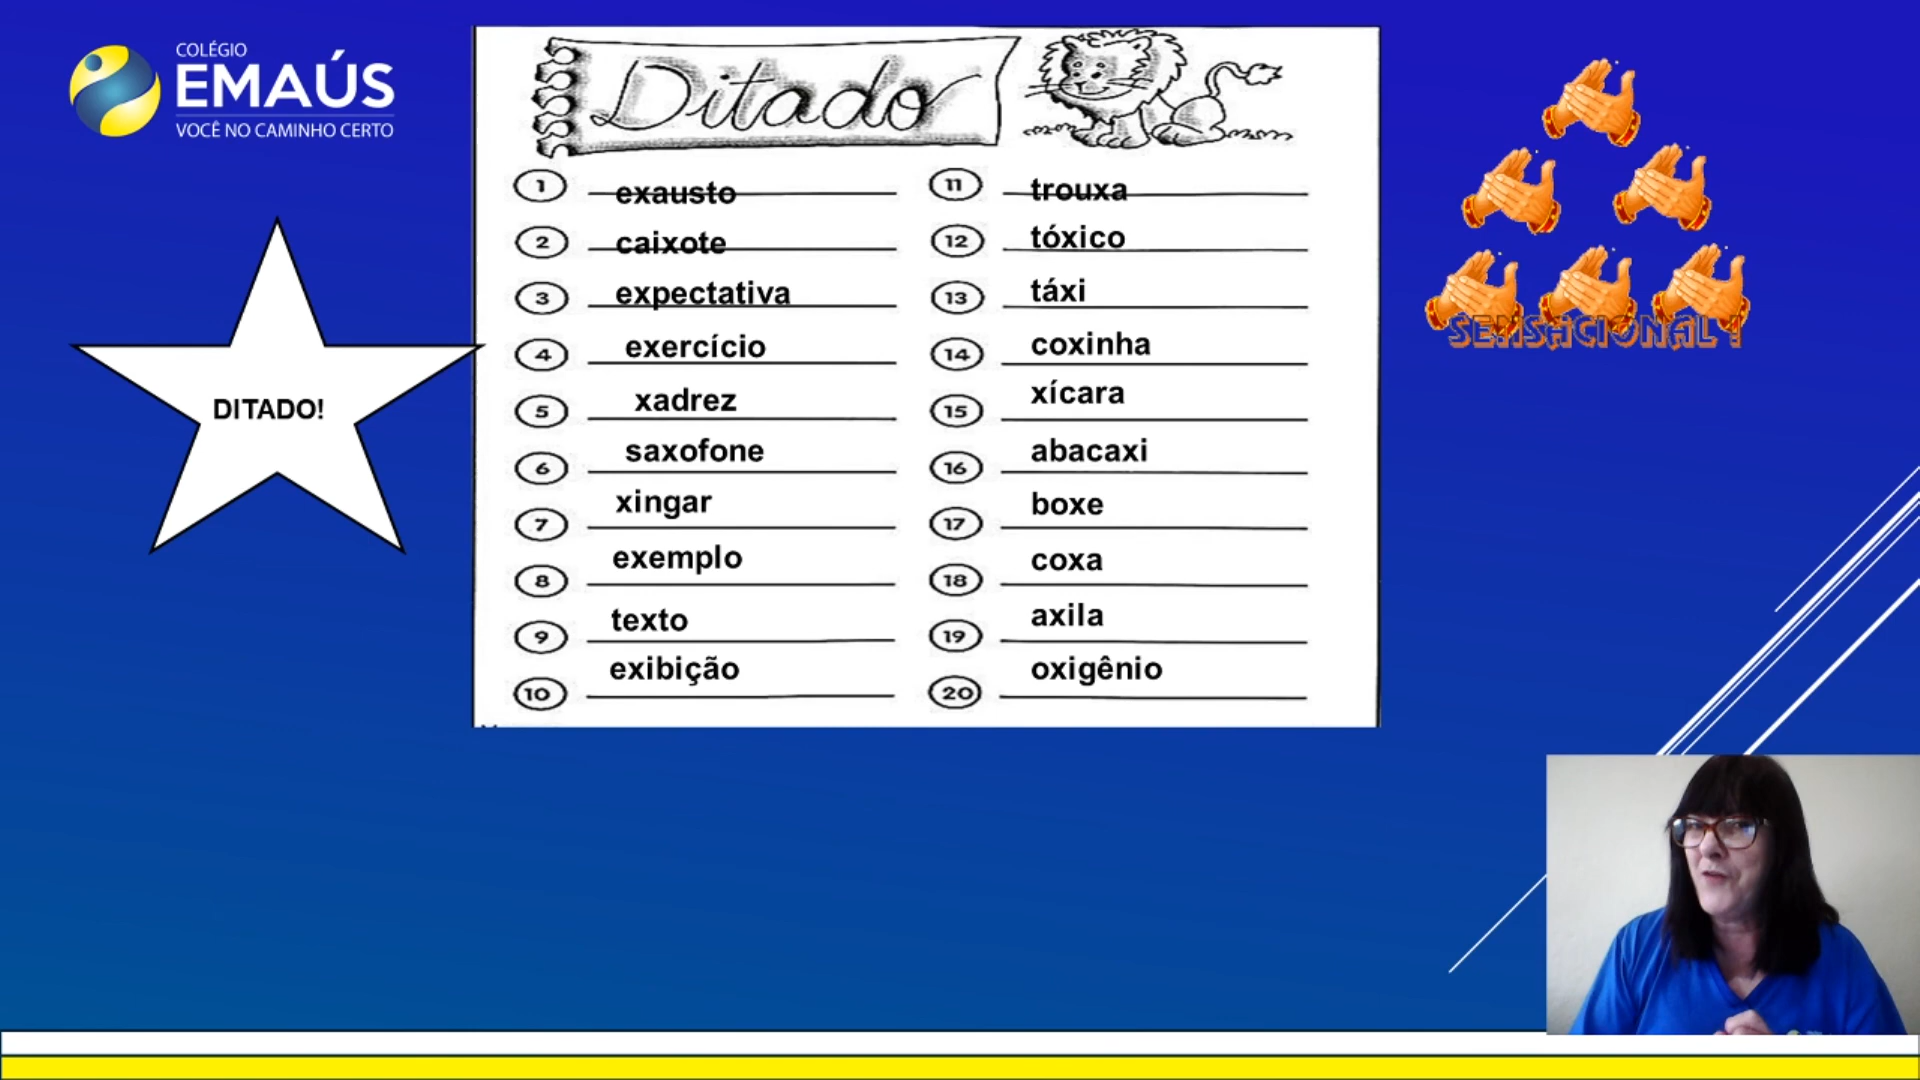 COLÉGIO
EMAÚS
VOCÊ NO CAMINHO CERTO
DITADO!
Ditado
1 exausto
2 caixote
3 expectativa
4 exercício
5 xadrez
6 saxofone
7 xingar
8 exemplo
9 texto
10 exibição
11 trouxa
12 tóxico
13 táxi
14 coxinha
15 xícara
16 abacaxi
17 boxe
18 coxa
19 axila
20 oxigênio
SENSACIONAL !